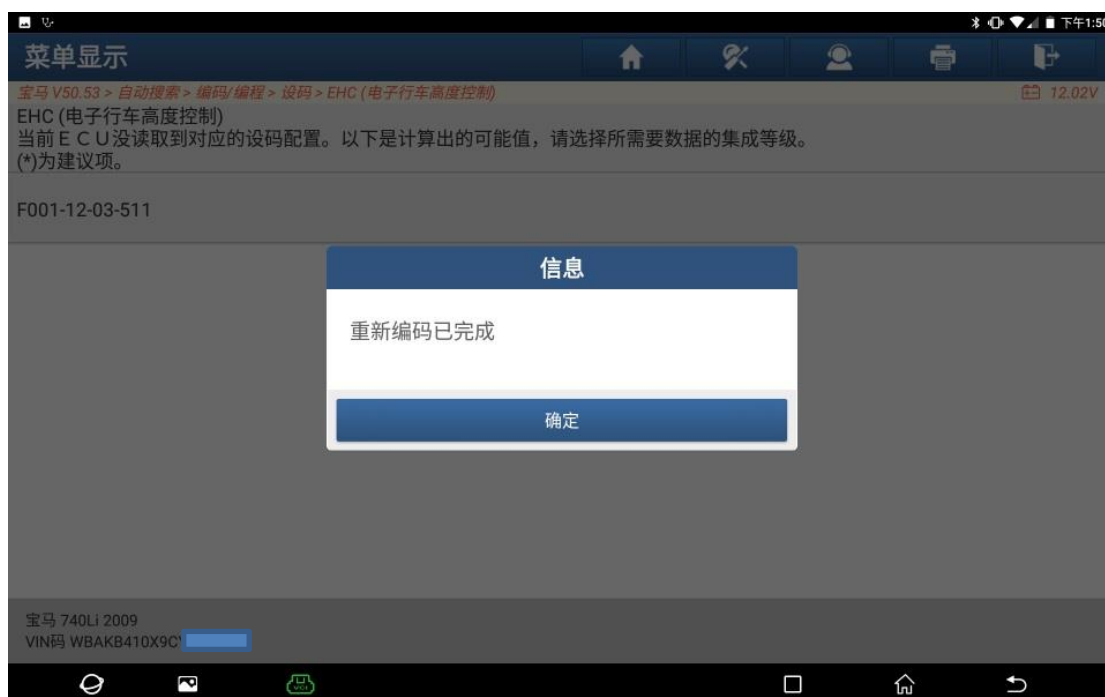 下午1:50
菜单显示
宝马 V50.53 > 自动搜索 > 编码/编程 > 设码 > EHC (电子行车高度控制)
12.02V
EHC (电子行车高度控制)
当前ＥＣＵ没读取到对应的设码配置。以下是计算出的可能值，请选择所需要数据的集成等级。
(*)为建议项。
F001-12-03-511
信息
重新编码已完成
确定
宝马 740Li 2009
VIN码 WBAKB410X9C
VCI